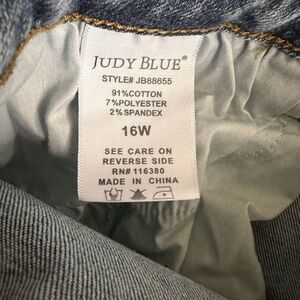 JUDY BLUE®
STYLE# JB88655
91%COTTON
7%POLYESTER
2%SPANDEX
16W
SEE CARE ON
REVERSE SIDE
RN# 116380
MADE IN CHINA